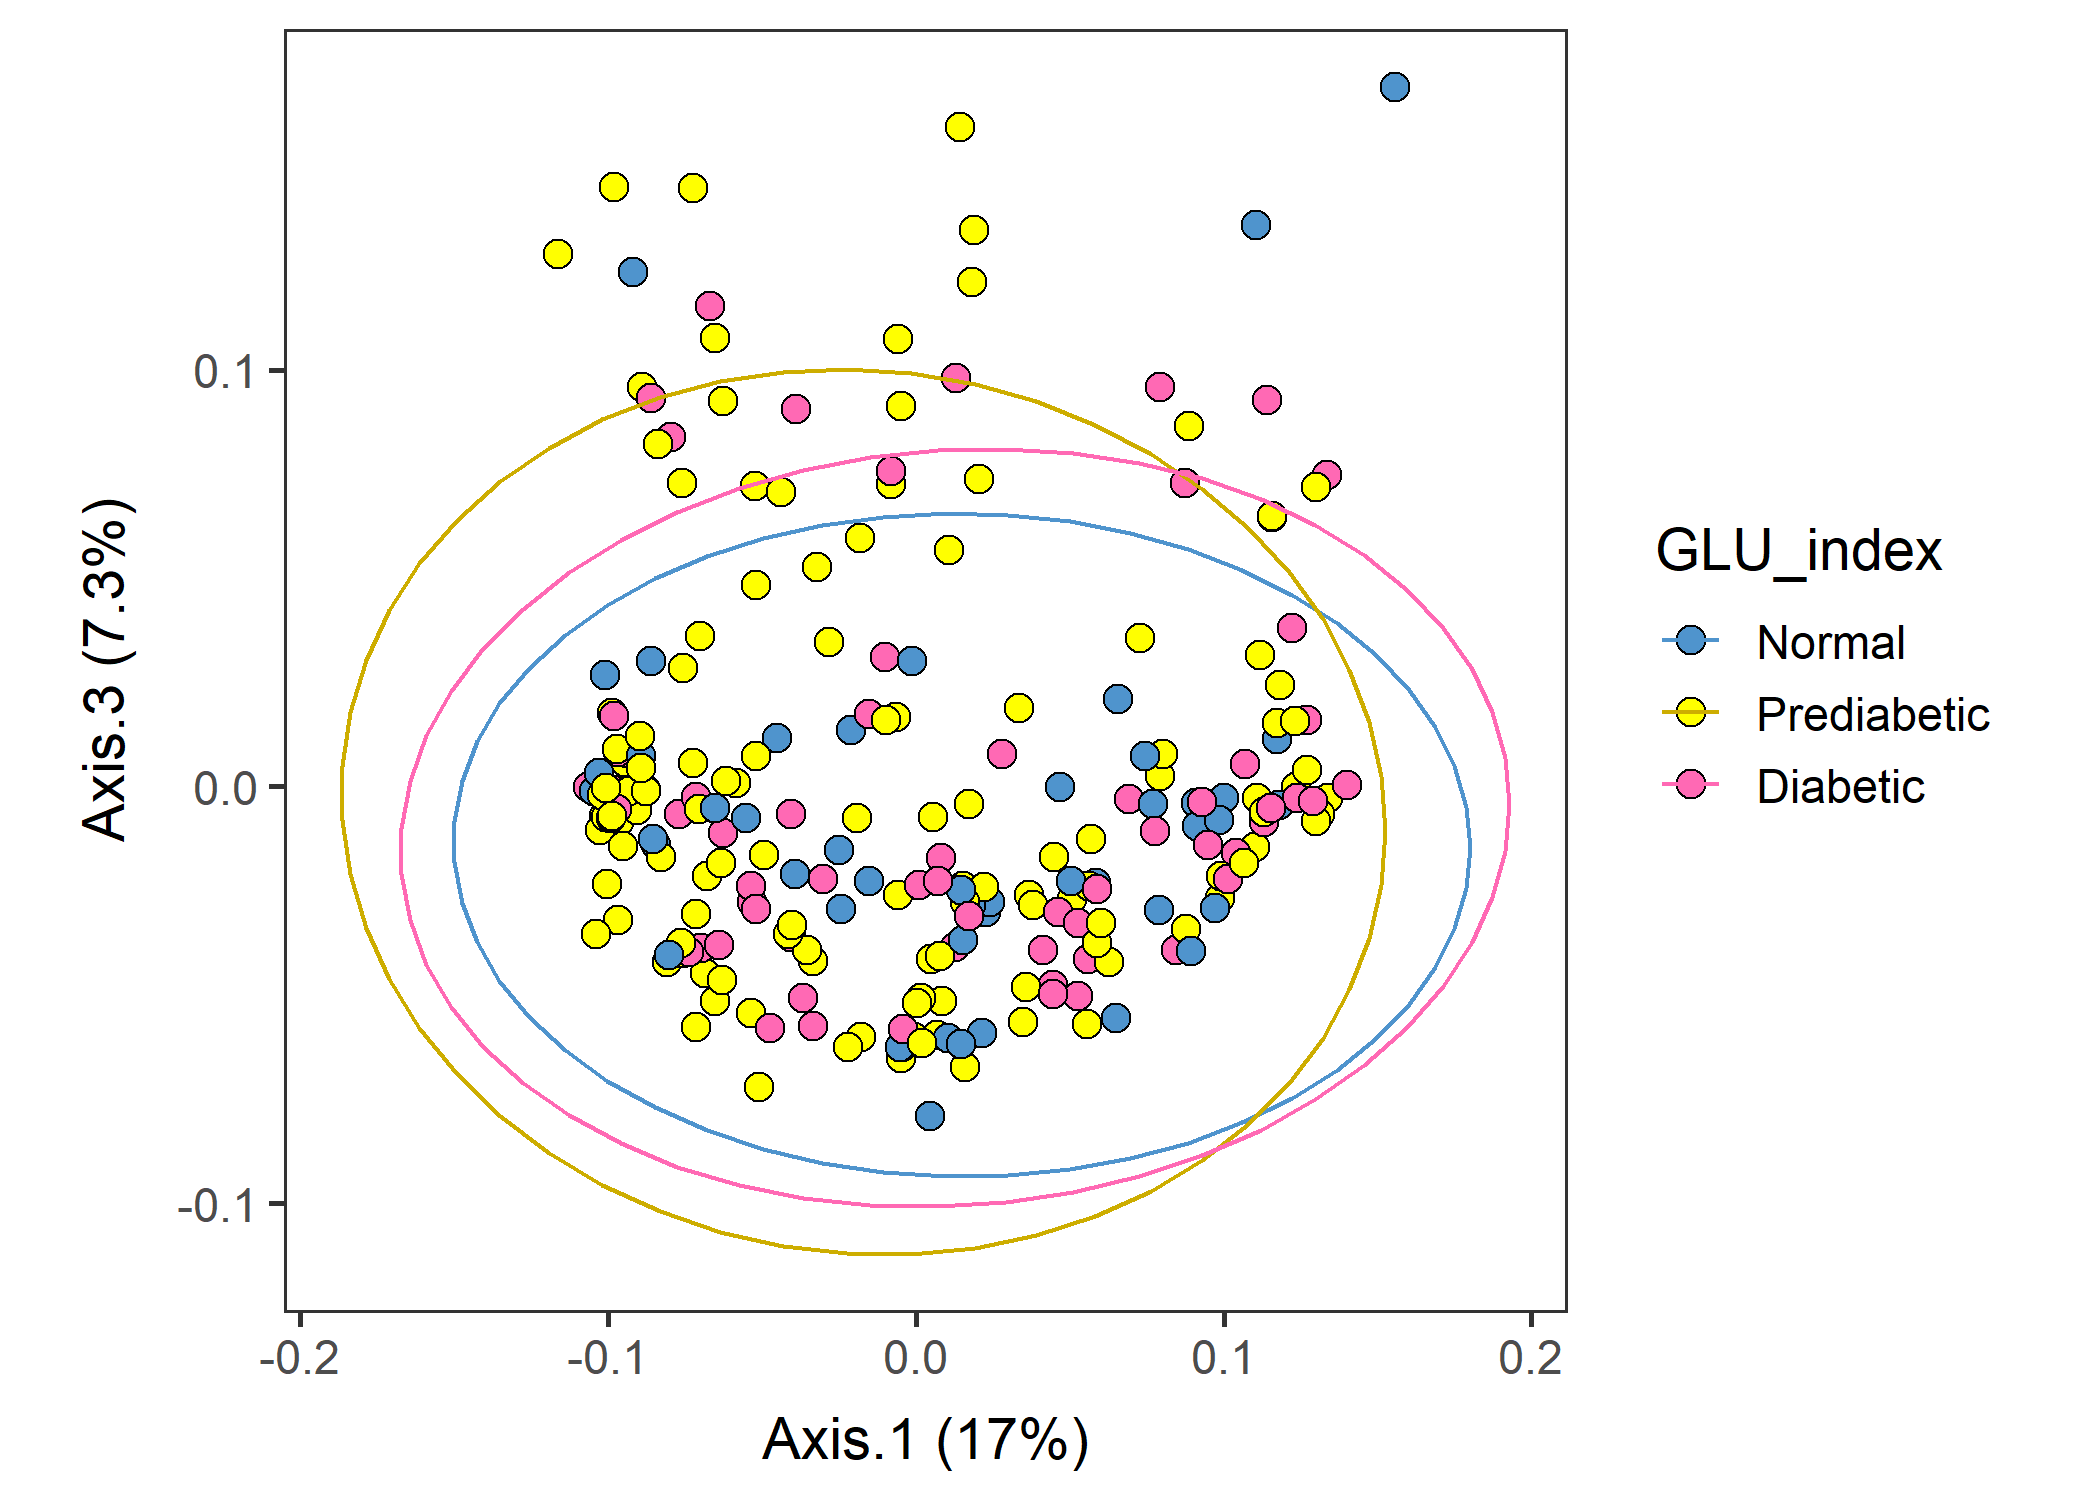 0.1
0.0
-0.1
Axis.3 (7.3%)
-0.2
-0.1
0.0
0.1
0.2
Axis.1 (17%)
GLU_index
Normal
Prediabetic
Diabetic